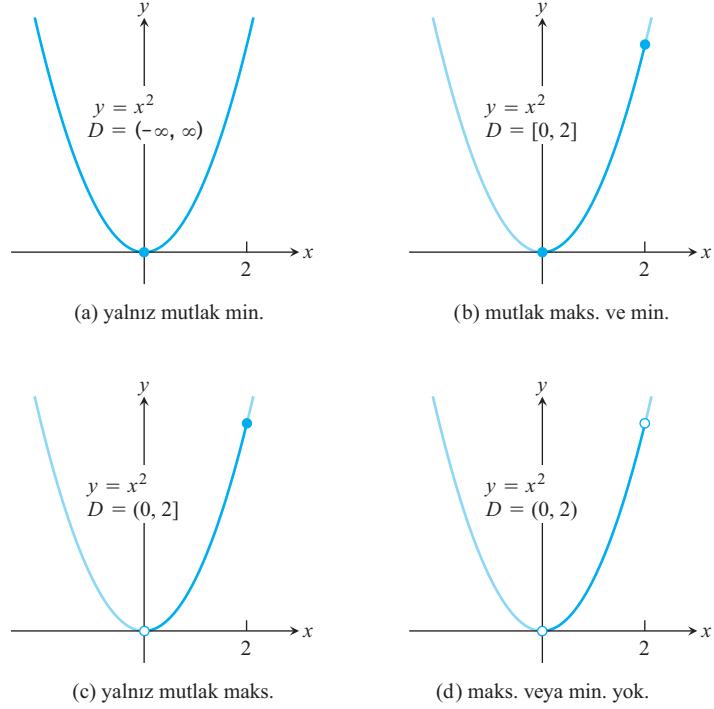 y
y = x²
D = (-∞, ∞)
x
2
(a) yalnız mutlak min.
y
y = x²
D = [0, 2]
x
2
(b) mutlak maks. ve min.
y
y = x²
D = (0, 2]
x
2
(c) yalnız mutlak maks.
y
y = x²
D = (0, 2)
x
2
(d) maks. veya min. yok.